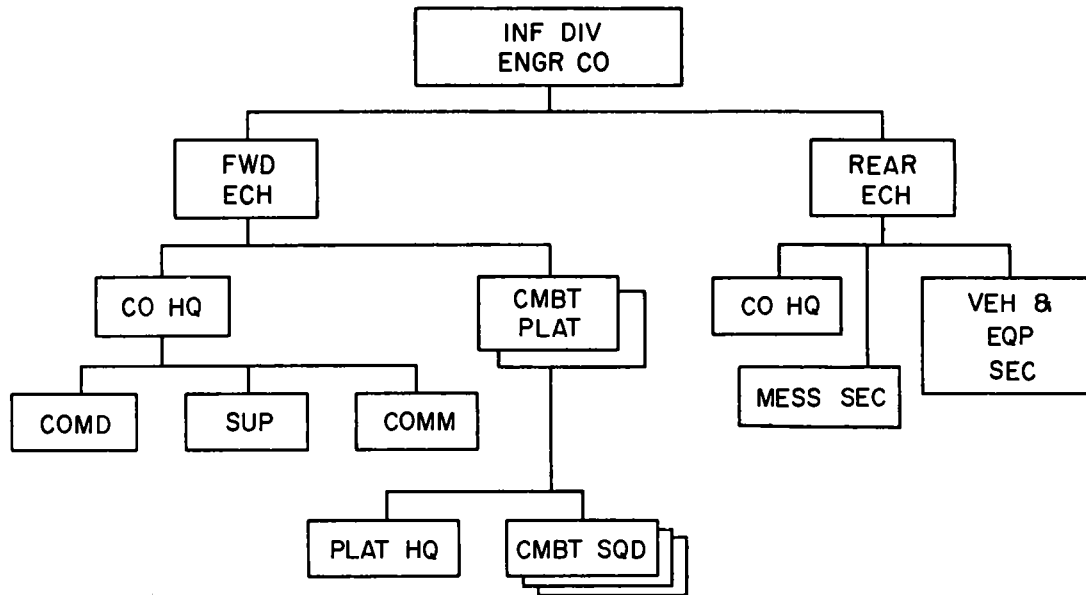 INF DIV
ENGR CO
FWD
ECH
REAR
ECH
CO HQ
CMBT
PLAT
CO HQ
VEH &
EQP
SEC
MESS SEC
COMD
SUP
COMM
PLAT HQ
CMBT SQD